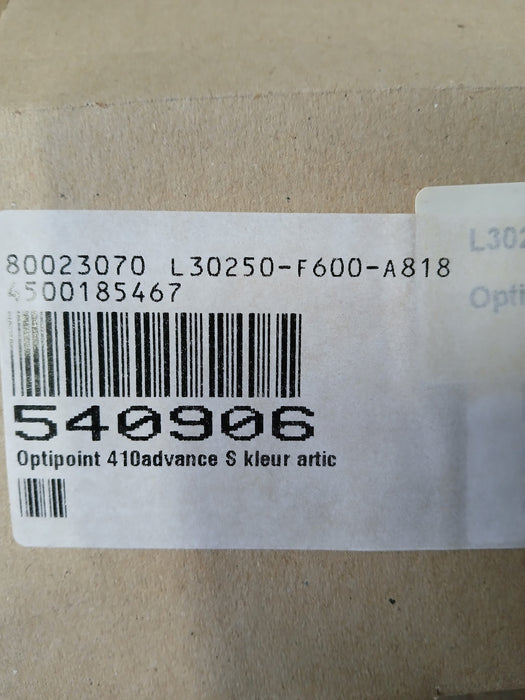 80023070 L30250-F600-A818
4500185467
540906
Optipoint 410advance S kleur artic
L302
Opti